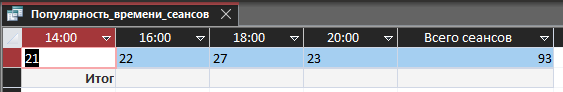 Популярность_времени_сеансов
14:00 16:00 18:00 20:00 Всего сеансов
21 22 27 23 93
Итог